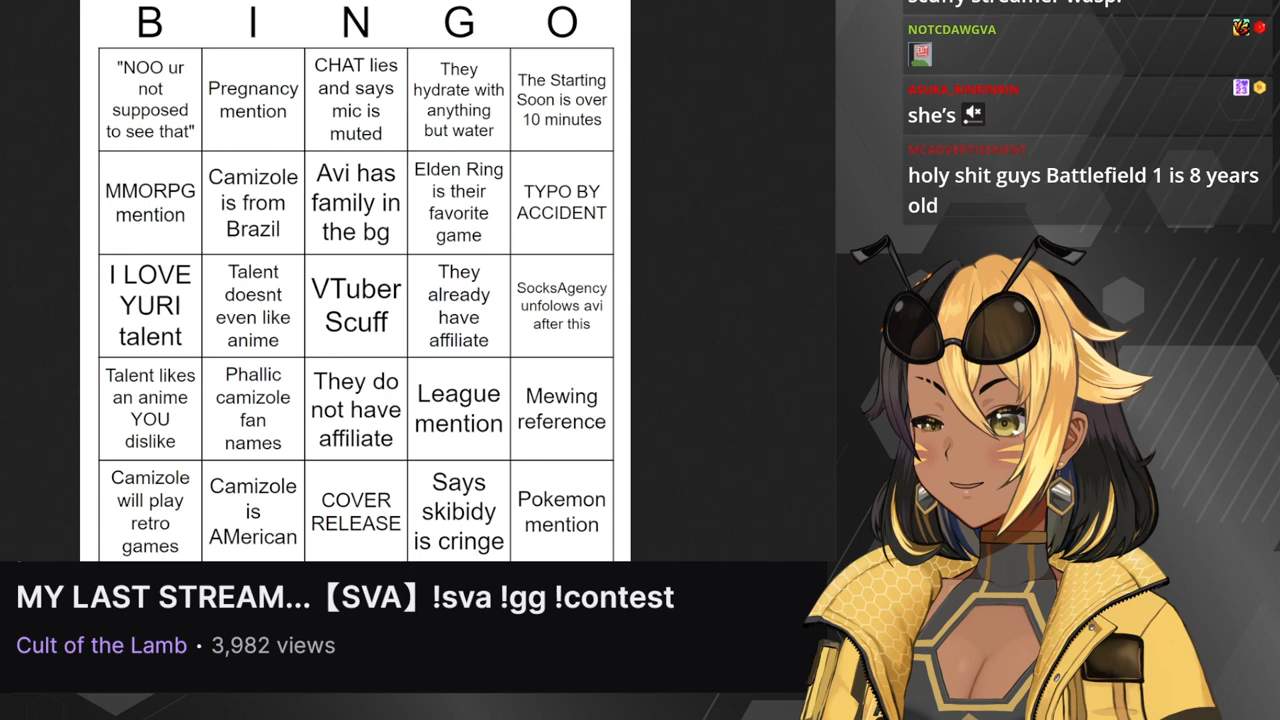 B I N G O
"NOO ur
not
supposed
to see that"
Pregnancy
mention
CHAT lies
and says
mic is
muted
They
hydrate with
anything
but water
The Starting
Soon is over
10 minutes
MMORPG
mention
Camizole
is from
Brazil
Avi has
family in
the bg
Elden Ring
is their
favorite
game
TYPO BY
ACCIDENT
I LOVE
YURI
talent
Talent
doesnt
even like
anime
VTuber
Scuff
They
already
have
affiliate
SocksAgency
unfolows avi
after this
Talent likes
an anime
YOU
dislike
Phallic
camizole
fan
names
They do
not have
affiliate
League
mention
Mewing
reference
Camizole
will play
retro
games
Camizole
is
AMerican
COVER
RELEASE
Says
skibidy
is cringe
Pokemon
mention
MY LAST STREAM...【SVA】!sva !gg !contest
Cult of the Lamb · 3,982 views
scuffy streamer wasp.
NOTCDAWGVA
she's
MCADVERTISEMENT
holy shit guys Battlefield 1 is 8 years
old